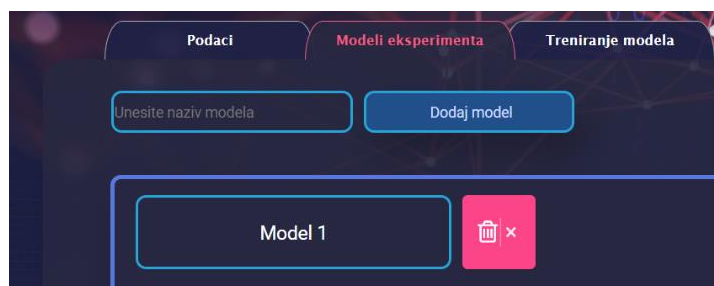 Podaci Modeli eksperimenta Treniranje modela
Unesite naziv modela Dodaj model
Model 1